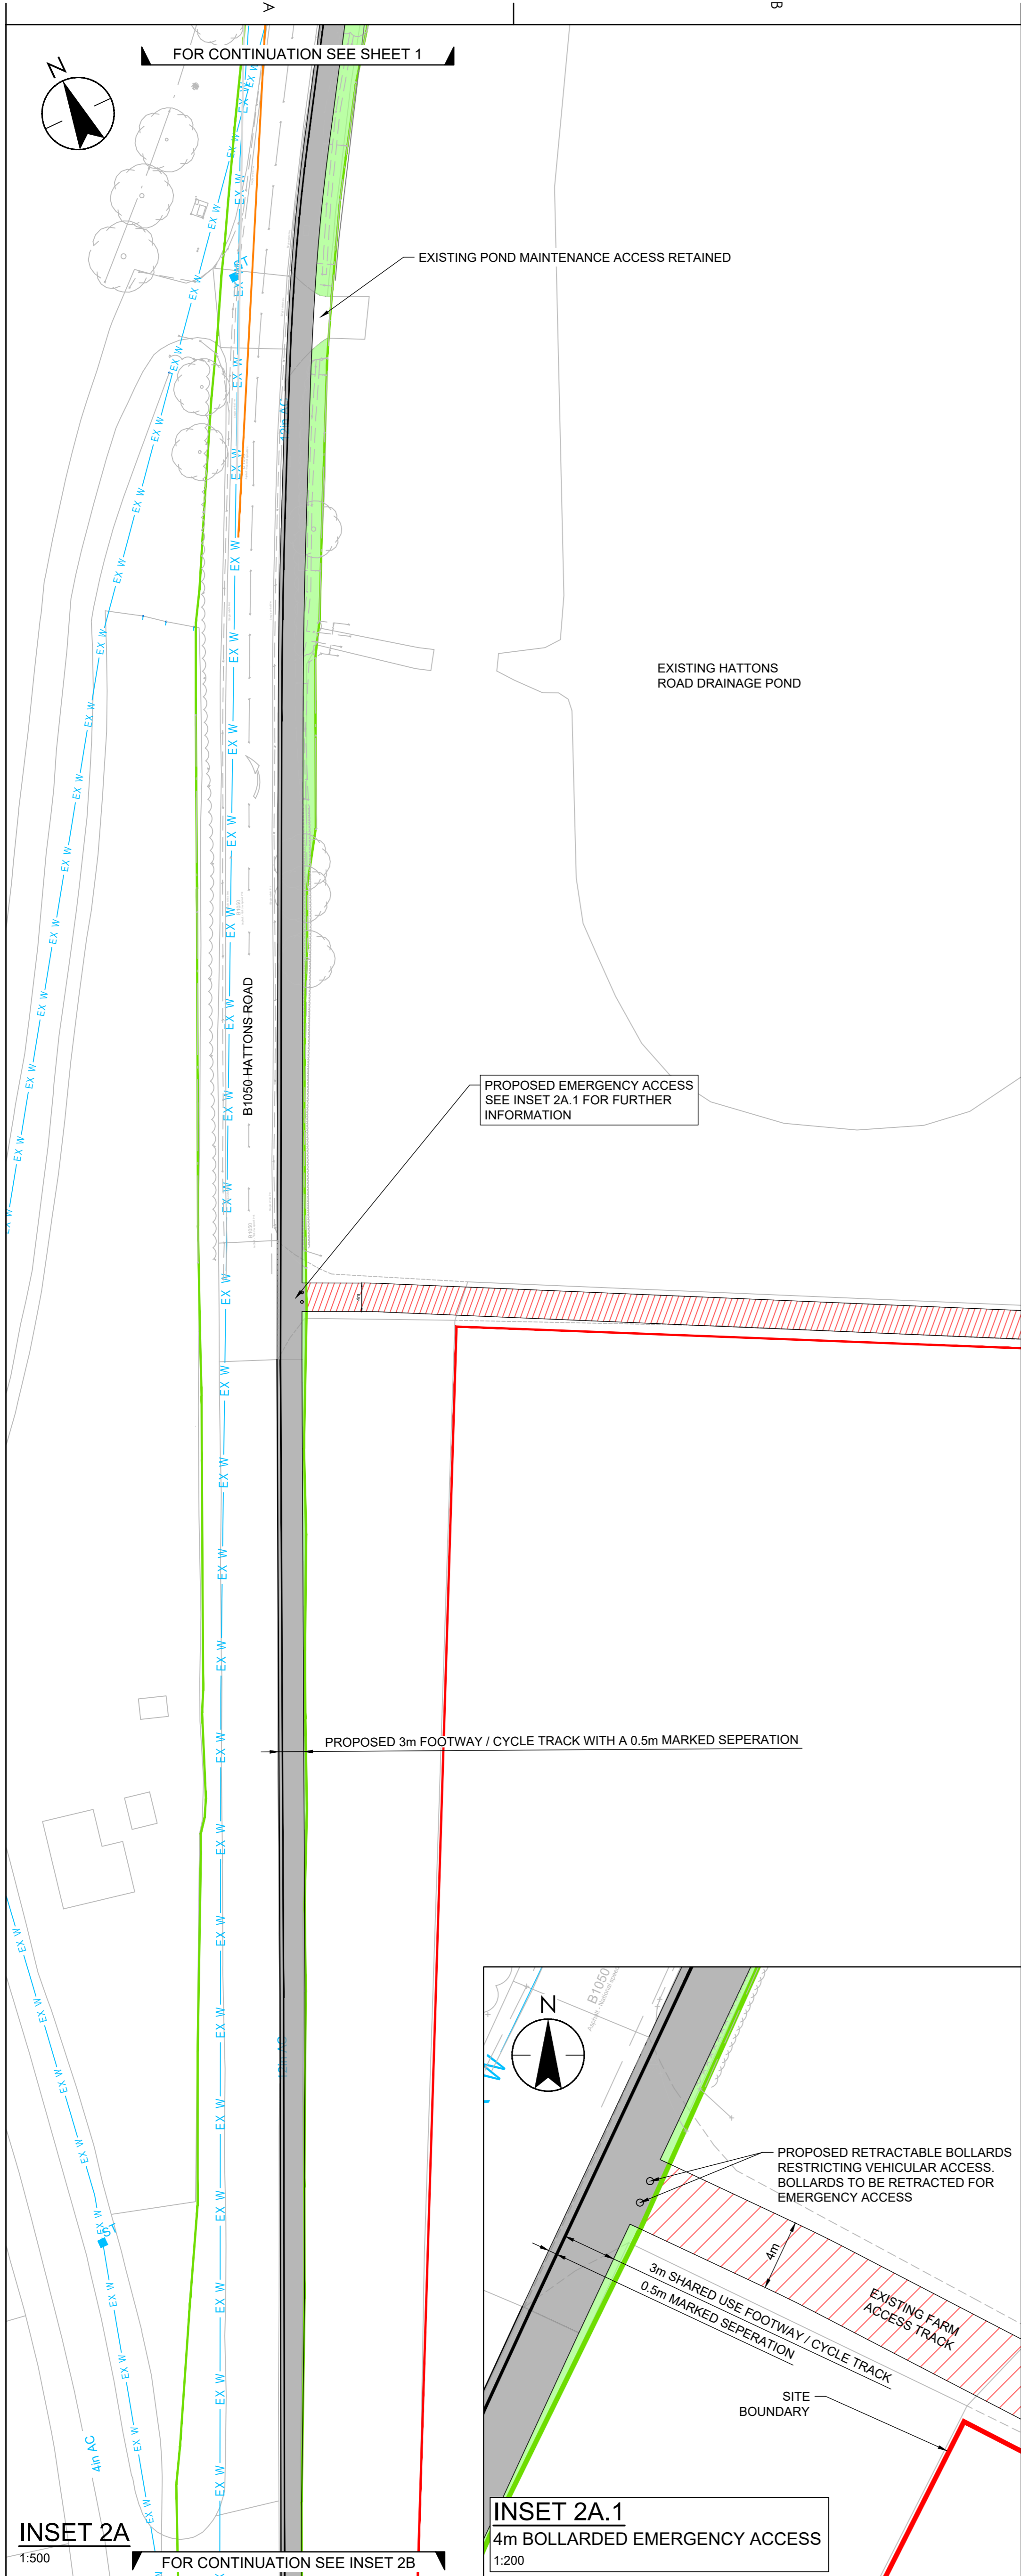 A
B
FOR CONTINUATION SEE SHEET 1
N
EX W
EXISTING POND MAINTENANCE ACCESS RETAINED
EXISTING HATTONS
ROAD DRAINAGE POND
B1050 HATTONS ROAD
PROPOSED EMERGENCY ACCESS
SEE INSET 2A.1 FOR FURTHER
INFORMATION
PROPOSED 3m FOOTWAY / CYCLE TRACK WITH A 0.5m MARKED SEPERATION
B1050
N
PROPOSED RETRACTABLE BOLLARDS
RESTRICTING VEHICULAR ACCESS.
BOLLARDS TO BE RETRACTED FOR
EMERGENCY ACCESS
4m
3m SHARED USE FOOTWAY / CYCLE TRACK
0.5m MARKED SEPERATION
EXISTING FARM
ACCESS TRACK
SITE
BOUNDARY
4in AC
INSET 2A
1:500
FOR CONTINUATION SEE INSET 2B
INSET 2A.1
4m BOLLARDED EMERGENCY ACCESS
1:200